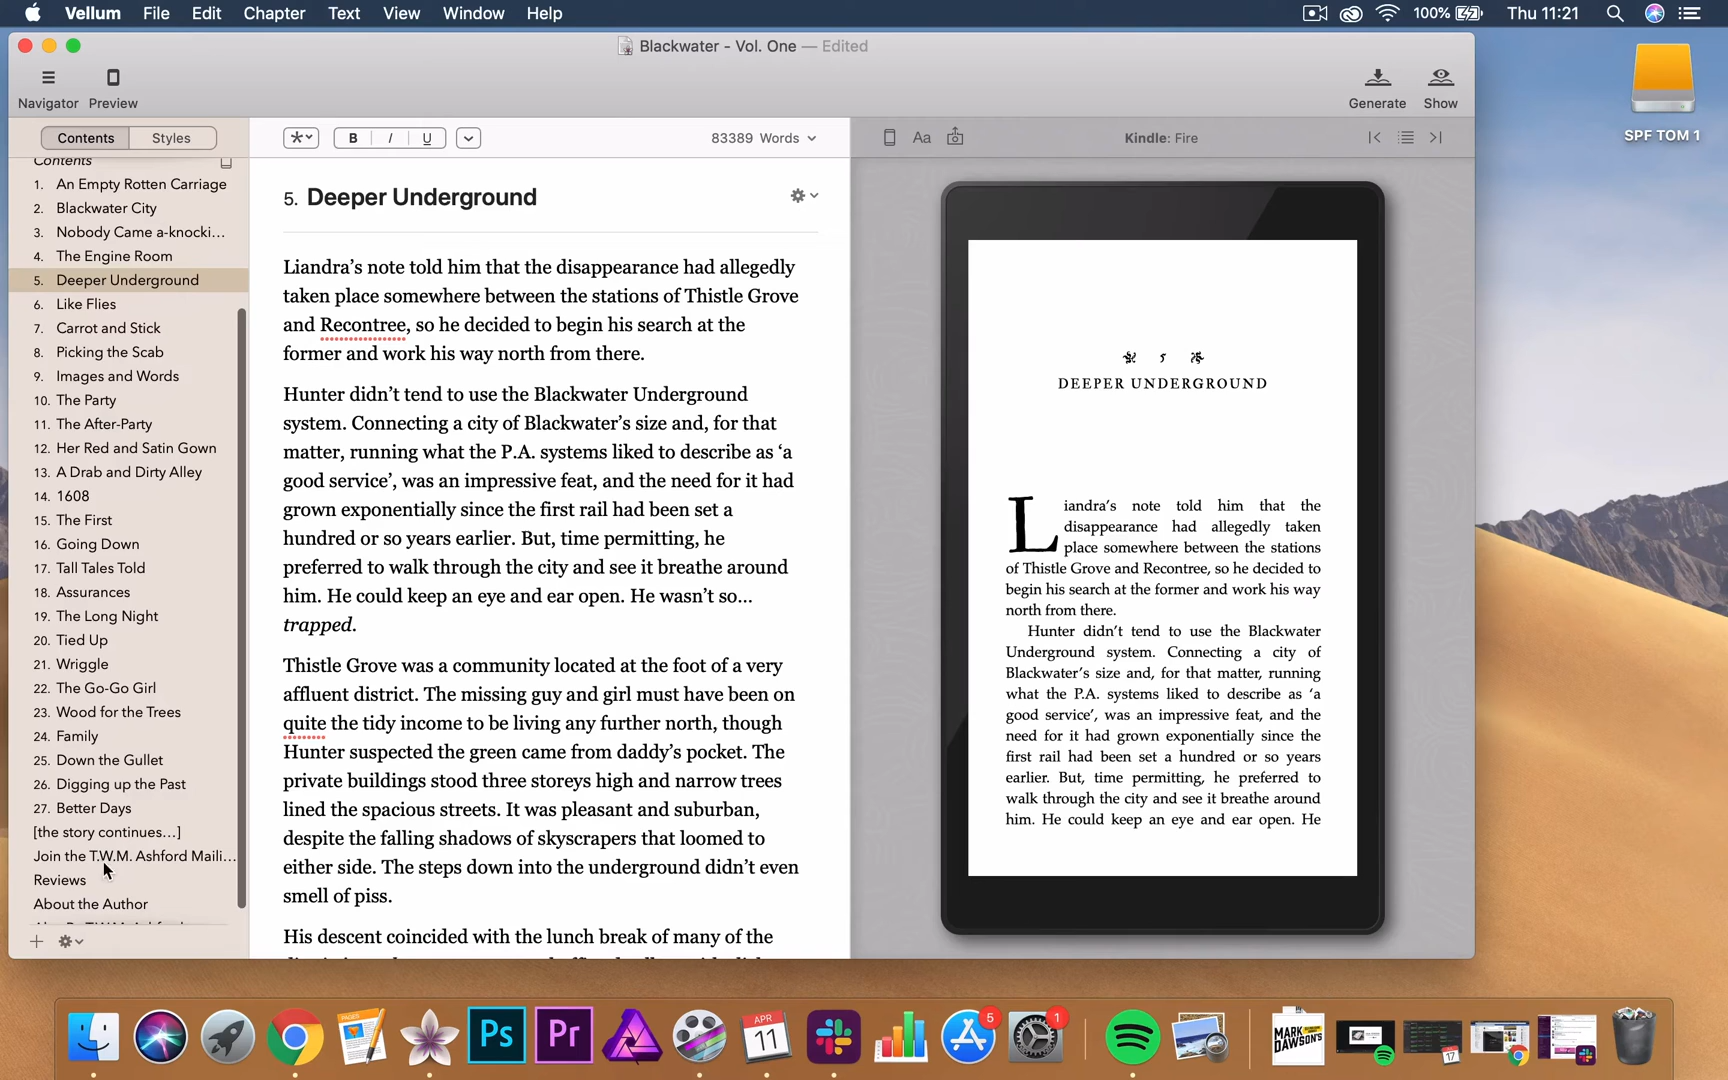 Vellum File Edit Chapter Text View Window Help 100% Thu 11:21
Blackwater - Vol. One — Edited
Navigator Preview Generate Show
SPF TOM 1
Contents Styles
Contents
1. An Empty Rotten Carriage
2. Blackwater City
3. Nobody Came a-knocki...
4. The Engine Room
5. Deeper Underground
6. Like Flies
7. Carrot and Stick
8. Picking the Scab
9. Images and Words
10. The Party
11. The After-Party
12. Her Red and Satin Gown
13. A Drab and Dirty Alley
14. 1608
15. The First
16. Going Down
17. Tall Tales Told
18. Assurances
19. The Long Night
20. Tied Up
21. Wriggle
22. The Go-Go Girl
23. Wood for the Trees
24. Family
25. Down the Gullet
26. Digging up the Past
27. Better Days
[the story continues...]
Join the T.W.M. Ashford Maili...
Reviews
About the Author
B I U 83389 Words
5. Deeper Underground
Liandra’s note told him that the disappearance had allegedly
taken place somewhere between the stations of Thistle Grove
and Recontree, so he decided to begin his search at the
former and work his way north from there.
Hunter didn’t tend to use the Blackwater Underground
system. Connecting a city of Blackwater’s size and, for that
matter, running what the P.A. systems liked to describe as ‘a
good service’, was an impressive feat, and the need for it had
grown exponentially since the first rail had been set a
hundred or so years earlier. But, time permitting, he
preferred to walk through the city and see it breathe around
him. He could keep an eye and ear open. He wasn’t so...
trapped.
Thistle Grove was a community located at the foot of a very
affluent district. The missing guy and girl must have been on
quite the tidy income to be living any further north, though
Hunter suspected the green came from daddy’s pocket. The
private buildings stood three storeys high and narrow trees
lined the spacious streets. It was pleasant and suburban,
despite the falling shadows of skyscrapers that loomed to
either side. The steps down into the underground didn’t even
smell of piss.
His descent coincided with the lunch break of many of the
Aa Kindle: Fire
5
DEEPER UNDERGROUND
Liandra’s note told him that the
disappearance had allegedly taken
place somewhere between the stations
of Thistle Grove and Recontree, so he decided to
begin his search at the former and work his way
north from there.
Hunter didn’t tend to use the Blackwater
Underground system. Connecting a city of
Blackwater’s size and, for that matter, running
what the P.A. systems liked to describe as ‘a
good service’, was an impressive feat, and the
need for it had grown exponentially since the
first rail had been set a hundred or so years
earlier. But, time permitting, he preferred to
walk through the city and see it breathe around
him. He could keep an eye and ear open. He
PAGES
Ps
Pr
APR
11
5
1
MARK
DAWSON'S
17